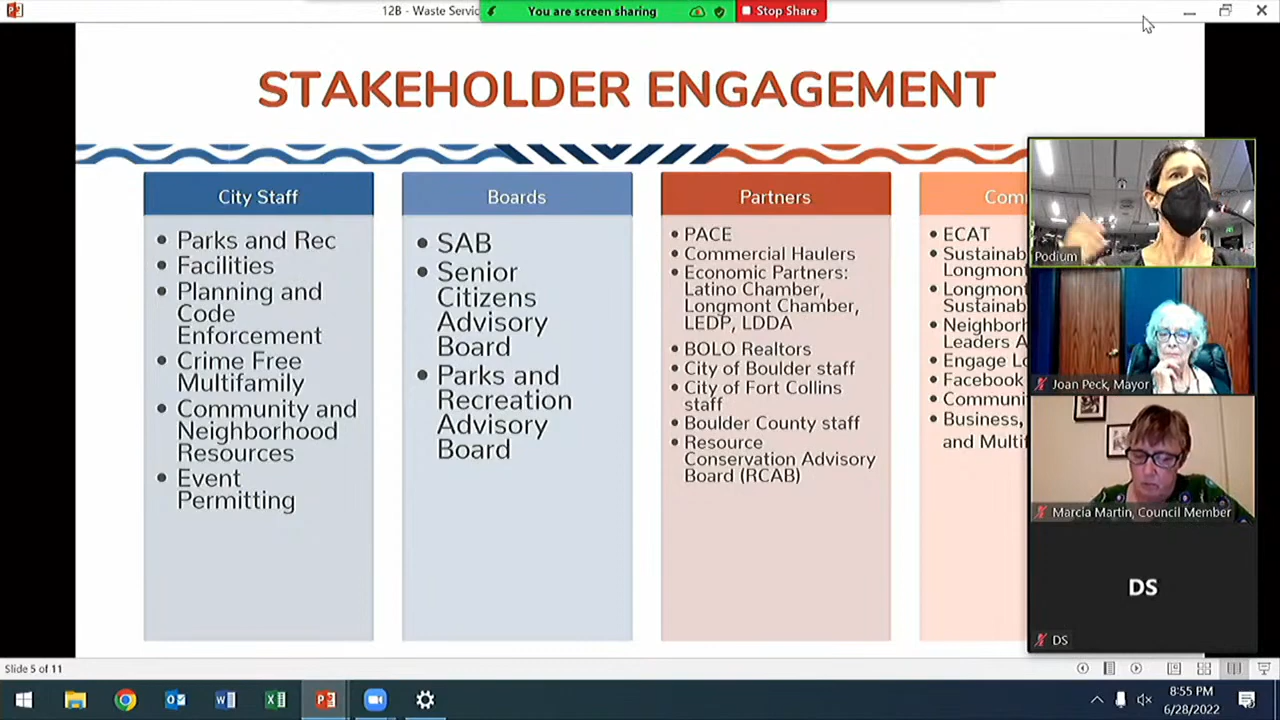 12B - Waste Servic
You are screen sharing
Stop Share
STAKEHOLDER ENGAGEMENT
City Staff
• Parks and Rec
• Facilities
• Planning and
Code
Enforcement
• Crime Free
Multifamily
• Community and
Neighborhood
Resources
• Event
Permitting
Boards
• SAB
• Senior
Citizens
Advisory
Board
• Parks and
Recreation
Advisory
Board
Partners
• PACE
• Commercial Haulers
• Economic Partners:
Latino Chamber,
Longmont Chamber,
LEDP, LDDA
• BOLO Realtors
• City of Boulder staff
• City of Fort Collins
staff
• Boulder County staff
• Resource
Conservation Advisory
Board (RCAB)
Com
• ECAT
• Sustainab
Longmont
• Longmont
Sustainab
• Neighborh
Leaders A
• Engage Lo
• Facebook
• Communi
• Business,
and Multif
Podium
Joan Peck, Mayor
Marcia Martin, Council Member
DS
DS
Slide 5 of 11
8:55 PM
6/28/2022